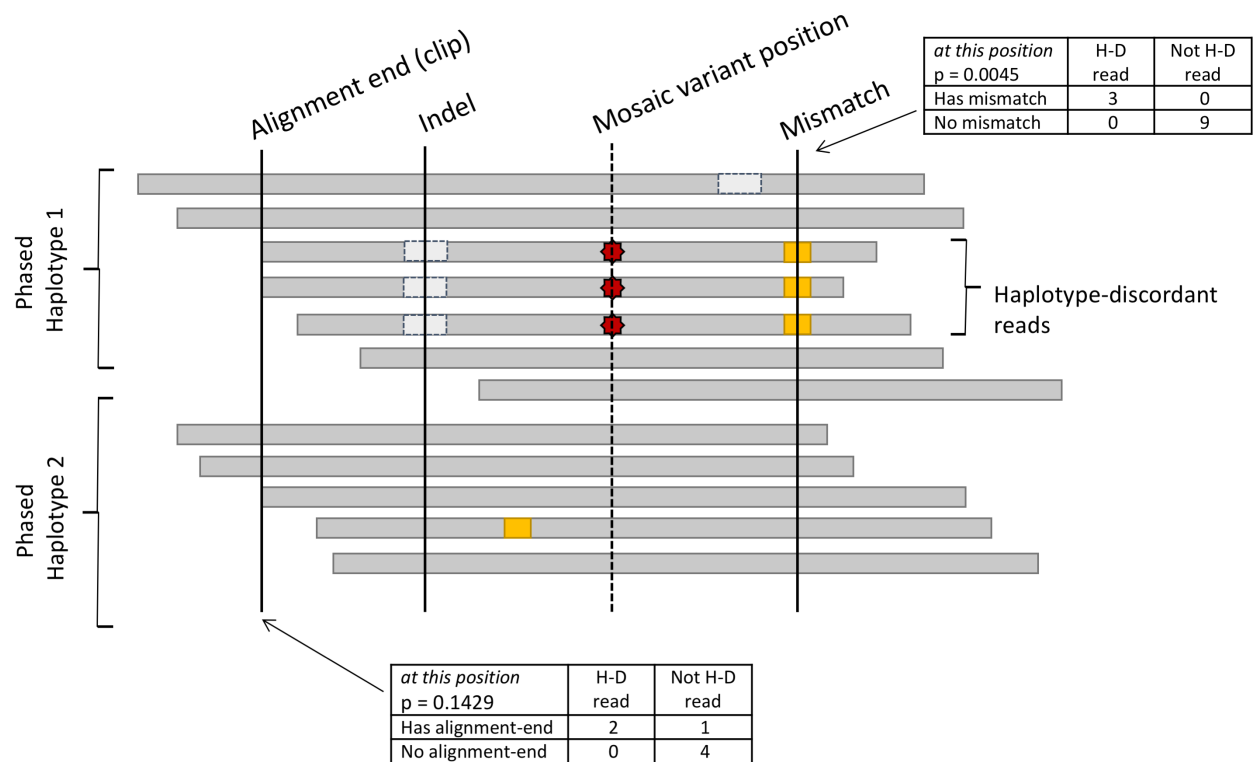 Alignment end (clip)
Indel
Mosaic variant position
Mismatch
at this position H-D Not H-D
p = 0.0045 read read
Has mismatch 3 0
No mismatch 0 9
Phased
Haplotype 1
Haplotype-discordant
reads
Phased
Haplotype 2
at this position H-D Not H-D
p = 0.1429 read read
Has alignment-end 2 1
No alignment-end 0 4